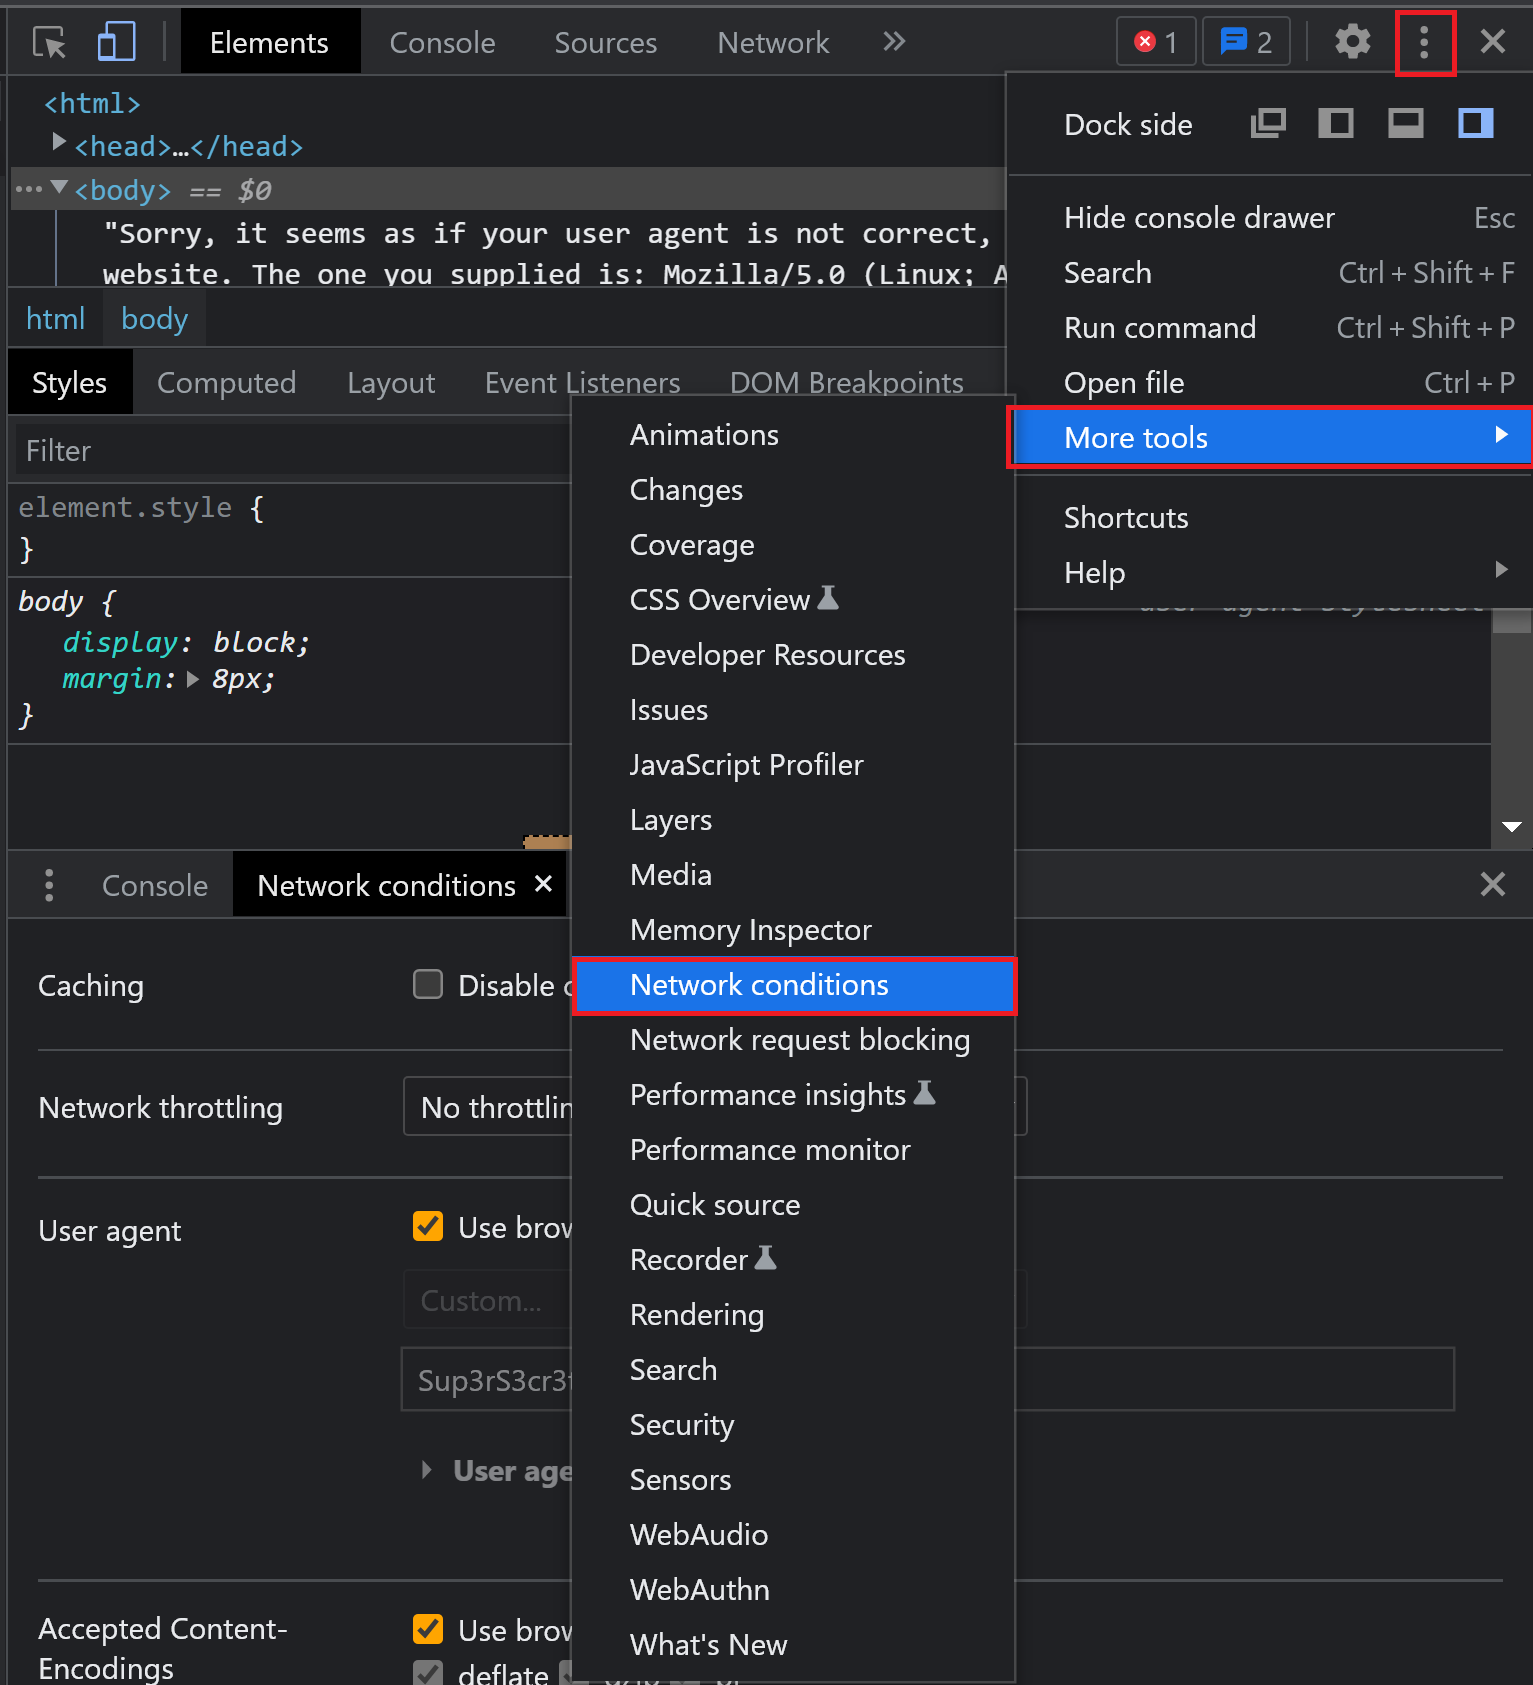 Elements Console Sources Network » 1 2
Dock side
<html>
<head>…</head>
··· <body> == $0
"Sorry, it seems as if your user agent is not correct,
website. The one you supplied is: Mozilla/5.0 (Linux; A
html body
Styles Computed Layout Event Listeners DOM Breakpoints
Filter
element.style {
}
body {
display: block;
margin: 8px;
}
user agent stylesheet
Hide console drawer Esc
Search Ctrl + Shift + F
Run command Ctrl + Shift + P
Open file Ctrl + P
More tools
Shortcuts
Help
Animations
Changes
Coverage
CSS Overview
Developer Resources
Issues
JavaScript Profiler
Layers
Media
Memory Inspector
Network conditions
Network request blocking
Performance insights
Performance monitor
Quick source
Recorder
Rendering
Search
Security
Sensors
WebAudio
WebAuthn
What's New
Console Network conditions
Caching Disable
Network throttling No throttlin
User agent Use brow
Custom...
Sup3rS3cr3t
User age
Accepted Content-
Encodings
Use brow
deflate